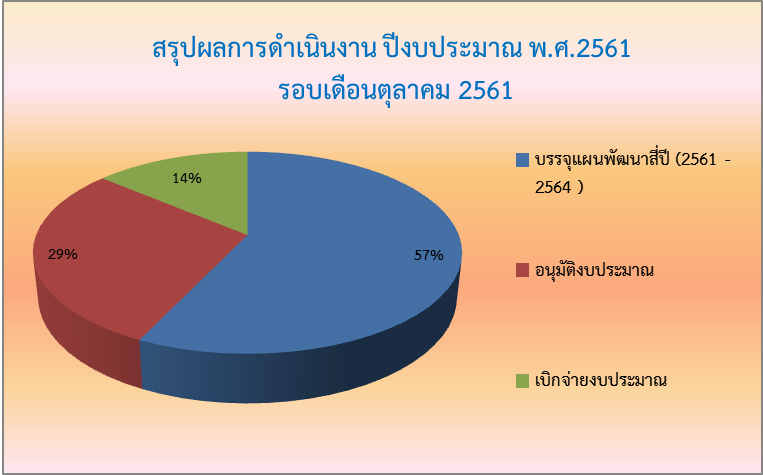 สรุปผลการดำเนินงาน ปีงบประมาณ พ.ศ.2561
รอบเดือนตุลาคม 2561
14%
29%
57%
บรรจุแผนพัฒนาสี่ปี (2561 -
2564 )
อนุมัติงบประมาณ
เบิกจ่ายงบประมาณ